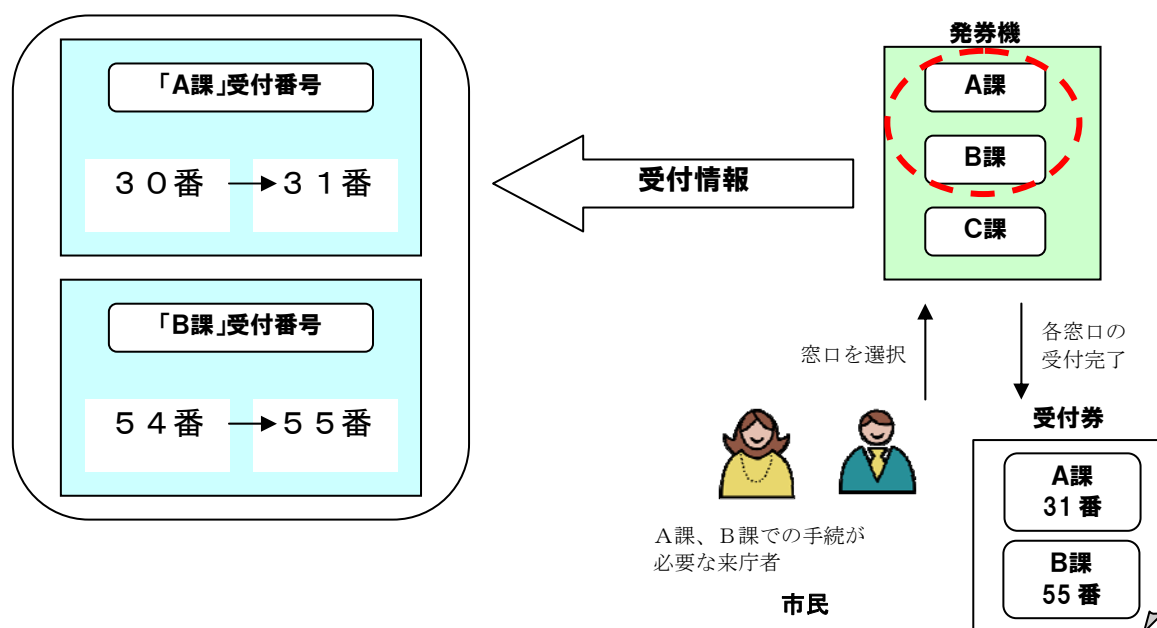 「A課」受付番号
３０番
３１番
「B課」受付番号
５４番
５５番
受付情報
発券機
A課
B課
C課
窓口を選択
各窓口の
受付完了
Ａ課、Ｂ課での手続が
必要な来庁者
市民
受付券
A課
31 番
B課
55 番